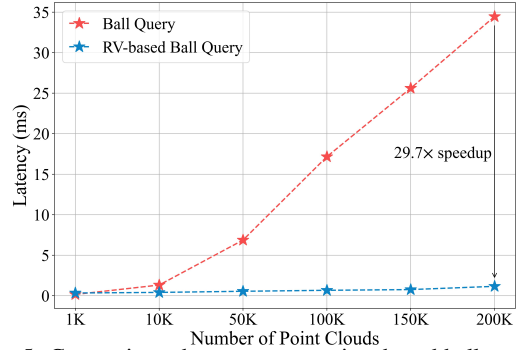 Ball Query
RV-based Ball Query
35
30
25
20
15
10
5
0
Latency (ms)
29.7× speedup
1K
10K
50K
100K
150K
200K
Number of Point Clouds